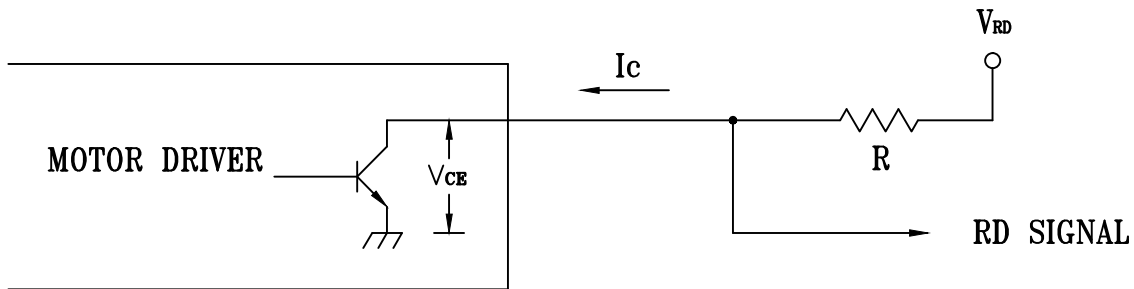 VRD
Ic
MOTOR DRIVER
VCE
R
RD SIGNAL